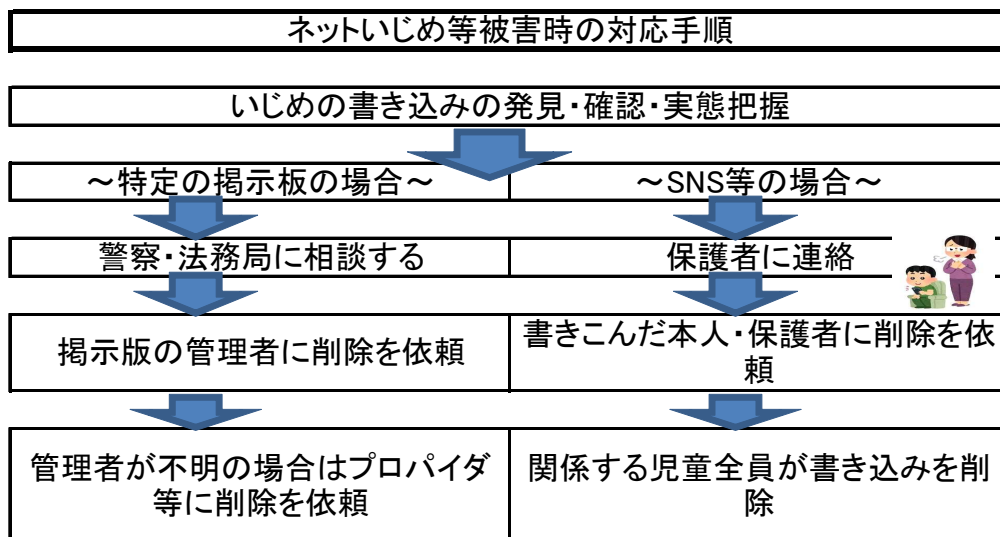 ネットいじめ等被害時の対応手順
いじめの書き込みの発見・確認・実態把握
～特定の掲示板の場合～
～SNS等の場合～
警察・法務局に相談する
保護者に連絡
掲示版の管理者に削除を依頼
書きこんだ本人・保護者に削除を依
頼
管理者が不明の場合はプロパイダ
等に削除を依頼
関係する児童全員が書き込みを削
除